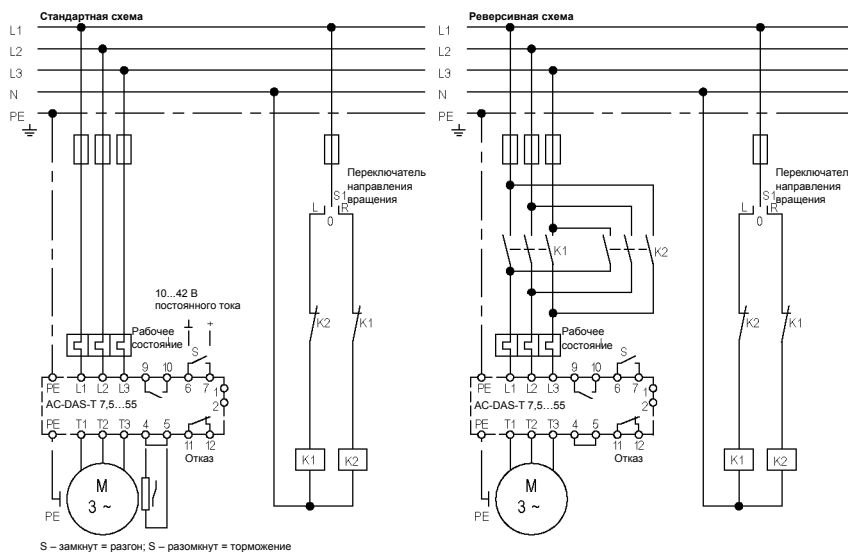 Стандартная схема
L1
L2
L3
N
PE
Переключатель
направления
вращения
S1
L R
0
10...42 В
постоянного тока
- +
K2 K1
Рабочее
состояние
S
9 10 6 7
PE L1 L2 L3
1
2
AC-DAS-T 7,5...55
PE T1 T2 T3 4 5 11 12
Отказ
K1 K2
M
3 ~
PE
S – замкнут = разгон; S – разомкнут = торможение
Реверсивная схема
L1
L2
L3
N
PE
Переключатель
направления
вращения
S1
L R
0
K1 K2
K2 K1
Рабочее
состояние
S
9 10 6 7
PE L1 L2 L3
1
2
AC-DAS-T 7,5...55
PE T1 T2 T3 4 5 11 12
Отказ
K1 K2
M
3 ~
PE